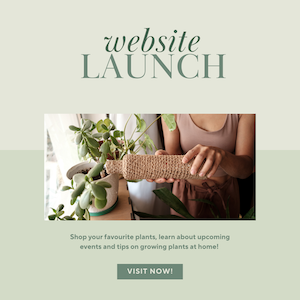 website
LAUNCH
Shop your favourite plants, learn about upcoming
events and tips on growing plants at home!
VISIT NOW!